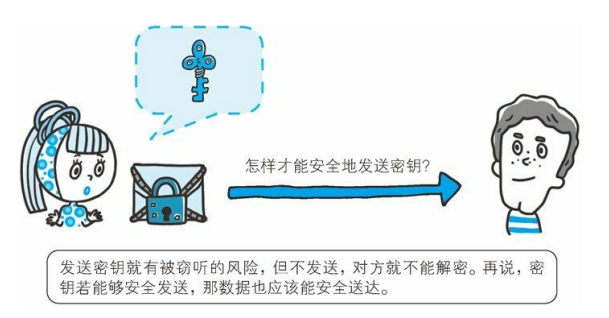 怎样才能安全地发送密钥?
发送密钥就有被窃听的风险，但不发送，对方就不能解密。再说，密
钥若能够安全发送，那数据也应该能安全送达。